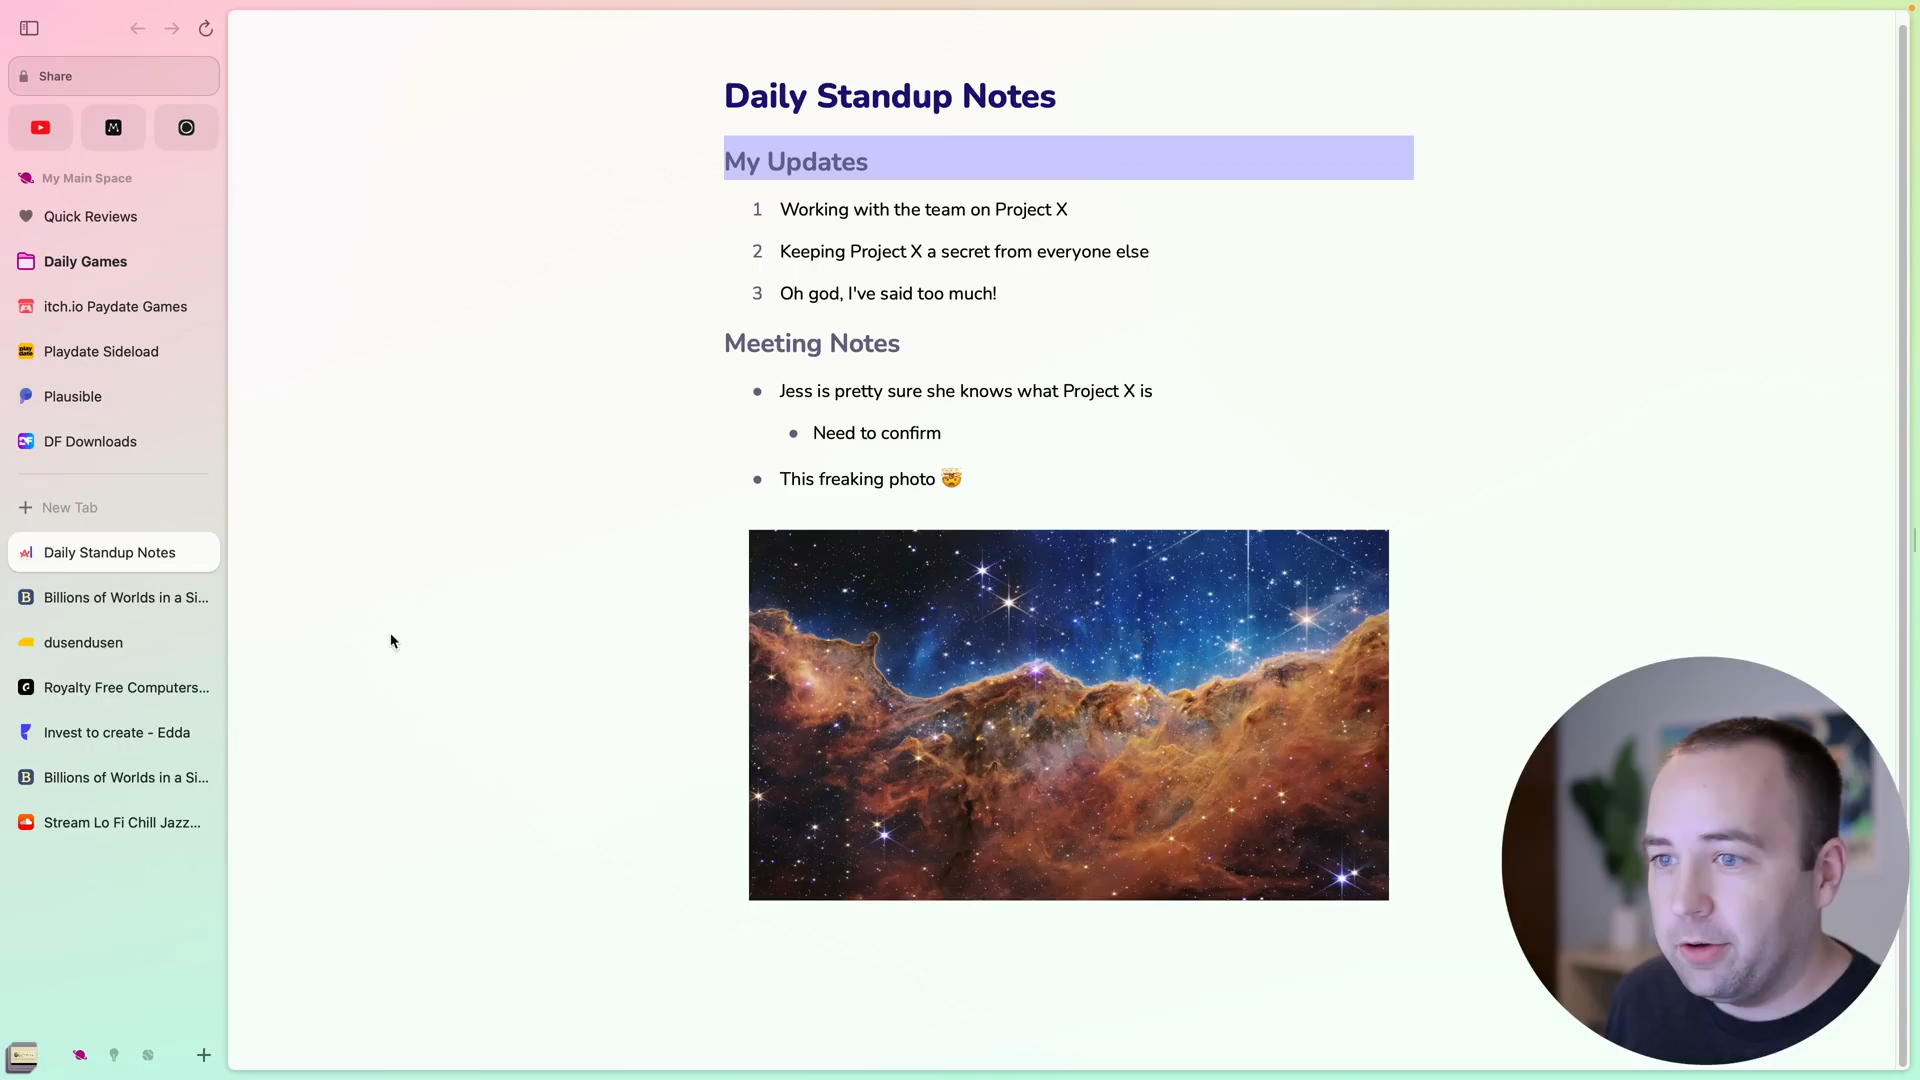 Share
My Main Space
Quick Reviews
Daily Games
itch.io Paydate Games
Playdate Sideload
Plausible
DF Downloads
New Tab
Daily Standup Notes
Billions of Worlds in a Si...
dusendusen
Royalty Free Computers...
Invest to create - Edda
Billions of Worlds in a Si...
Stream Lo Fi Chill Jazz...
Daily Standup Notes
My Updates
1 Working with the team on Project X
2 Keeping Project X a secret from everyone else
3 Oh god, I've said too much!
Meeting Notes
Jess is pretty sure she knows what Project X is
Need to confirm
This freaking photo 🤯